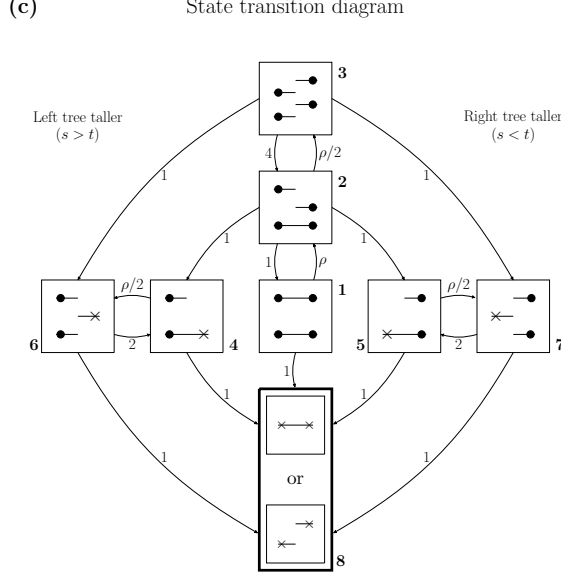 (c) State transition diagram
3
Left tree taller
(s > t)
Right tree taller
(s < t)
4
ρ/2
1
1
2
1
1
1
ρ
1
ρ/2
2
ρ/2
2
6
4
5
7
1
1
1
or
1
1
8